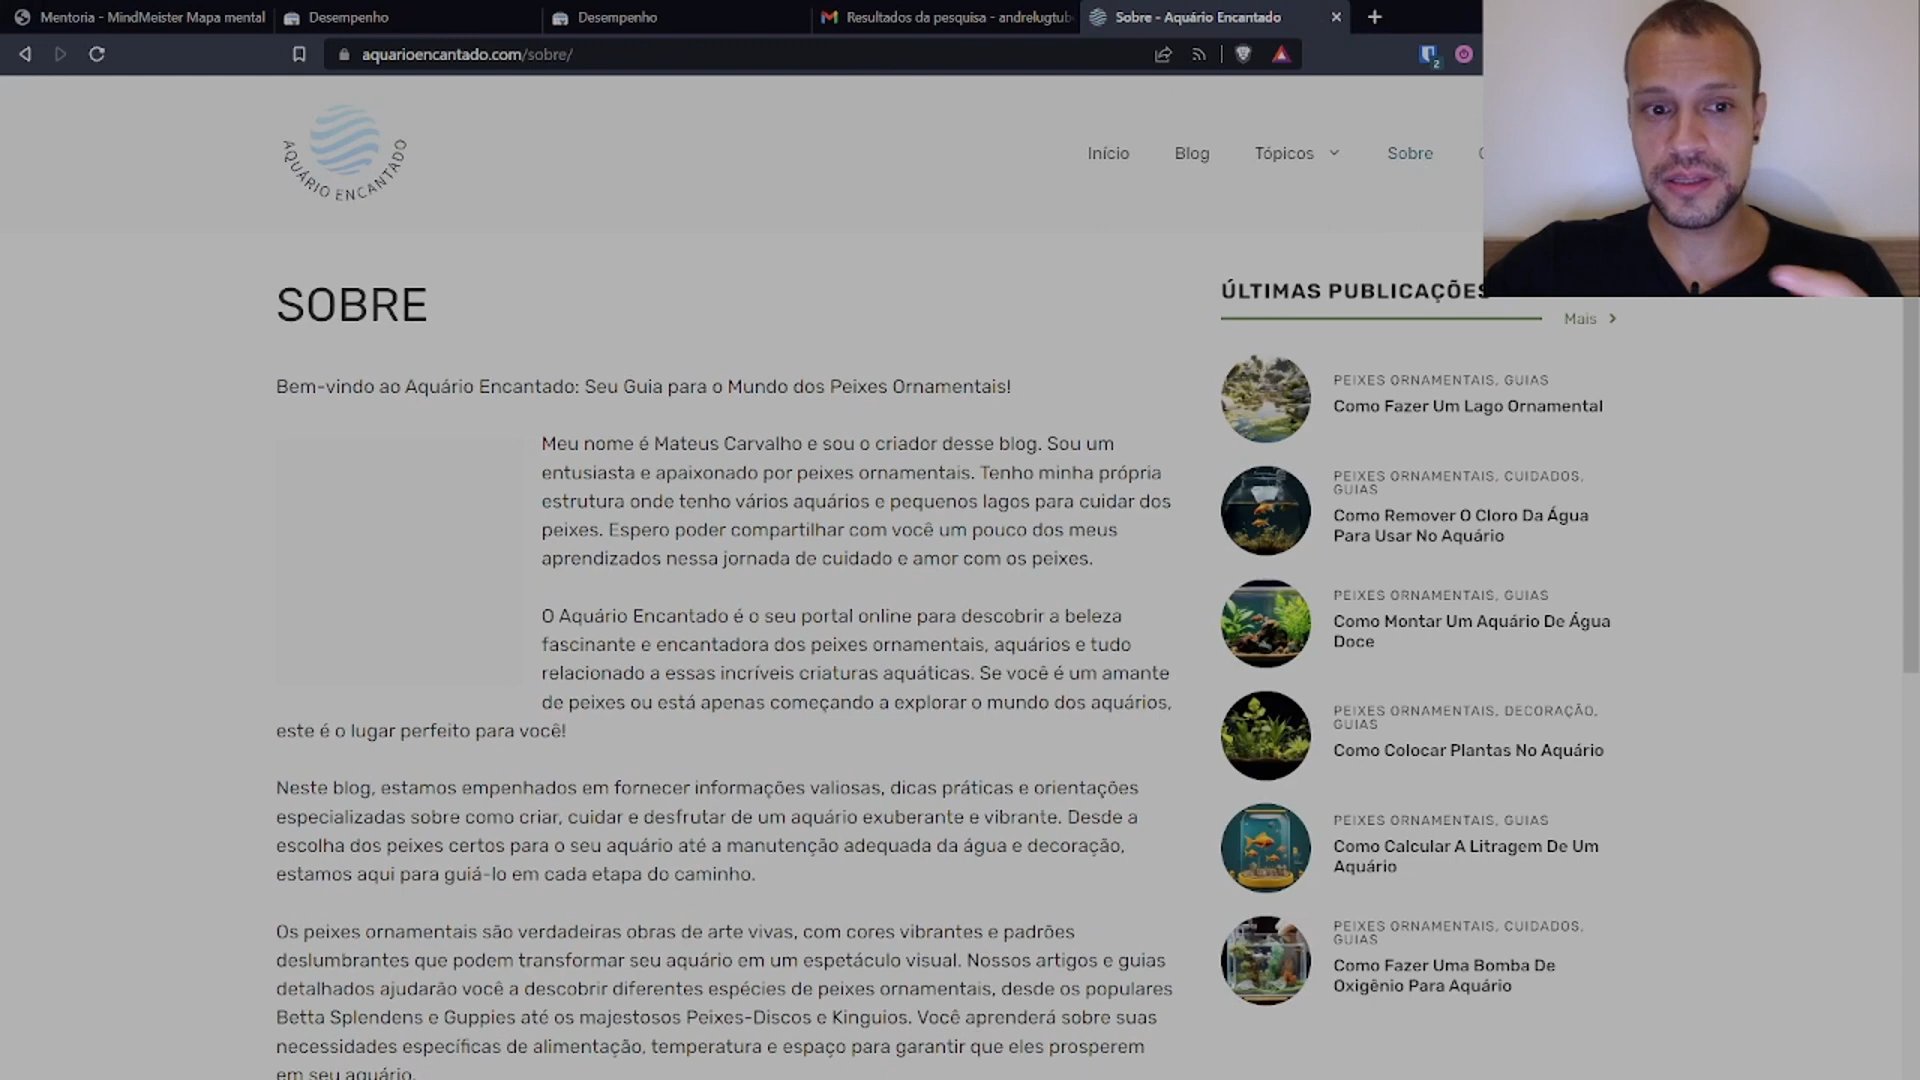 Mentoria - MindMeister Mapa mental
Desempenho
Desempenho
Resultados da pesquisa - andrelugtub
Sobre - Aquário Encantado
aquarioencantado.com/sobre/
2
AQUÁRIO ENCANTADO
Início
Blog
Tópicos
Sobre
SOBRE
Bem-vindo ao Aquário Encantado: Seu Guia para o Mundo dos Peixes Ornamentais!
Meu nome é Mateus Carvalho e sou o criador desse blog. Sou um
entusiasta e apaixonado por peixes ornamentais. Tenho minha própria
estrutura onde tenho vários aquários e pequenos lagos para cuidar dos
peixes. Espero poder compartilhar com você um pouco dos meus
aprendizados nessa jornada de cuidado e amor com os peixes.
O Aquário Encantado é o seu portal online para descobrir a beleza
fascinante e encantadora dos peixes ornamentais, aquários e tudo
relacionado a essas incríveis criaturas aquáticas. Se você é um amante
de peixes ou está apenas começando a explorar o mundo dos aquários,
este é o lugar perfeito para você!
Neste blog, estamos empenhados em fornecer informações valiosas, dicas práticas e orientações
especializadas sobre como criar, cuidar e desfrutar de um aquário exuberante e vibrante. Desde a
escolha dos peixes certos para o seu aquário até a manutenção adequada da água e decoração,
estamos aqui para guiá-lo em cada etapa do caminho.
Os peixes ornamentais são verdadeiras obras de arte vivas, com cores vibrantes e padrões
deslumbrantes que podem transformar seu aquário em um espetáculo visual. Nossos artigos e guias
detalhados ajudarão você a descobrir diferentes espécies de peixes ornamentais, desde os populares
Betta Splendens e Guppies até os majestosos Peixes-Discos e Kinguios. Você aprenderá sobre suas
necessidades específicas de alimentação, temperatura e espaço para garantir que eles prosperem
em seu aquário.
ÚLTIMAS PUBLICAÇÕES
Mais
PEIXES ORNAMENTAIS, GUIAS
Como Fazer Um Lago Ornamental
PEIXES ORNAMENTAIS, CUIDADOS,
GUIAS
Como Remover O Cloro Da Água
Para Usar No Aquário
PEIXES ORNAMENTAIS, GUIAS
Como Montar Um Aquário De Água
Doce
PEIXES ORNAMENTAIS, DECORAÇÃO,
GUIAS
Como Colocar Plantas No Aquário
PEIXES ORNAMENTAIS, GUIAS
Como Calcular A Litragem De Um
Aquário
PEIXES ORNAMENTAIS, CUIDADOS,
GUIAS
Como Fazer Uma Bomba De
Oxigênio Para Aquário